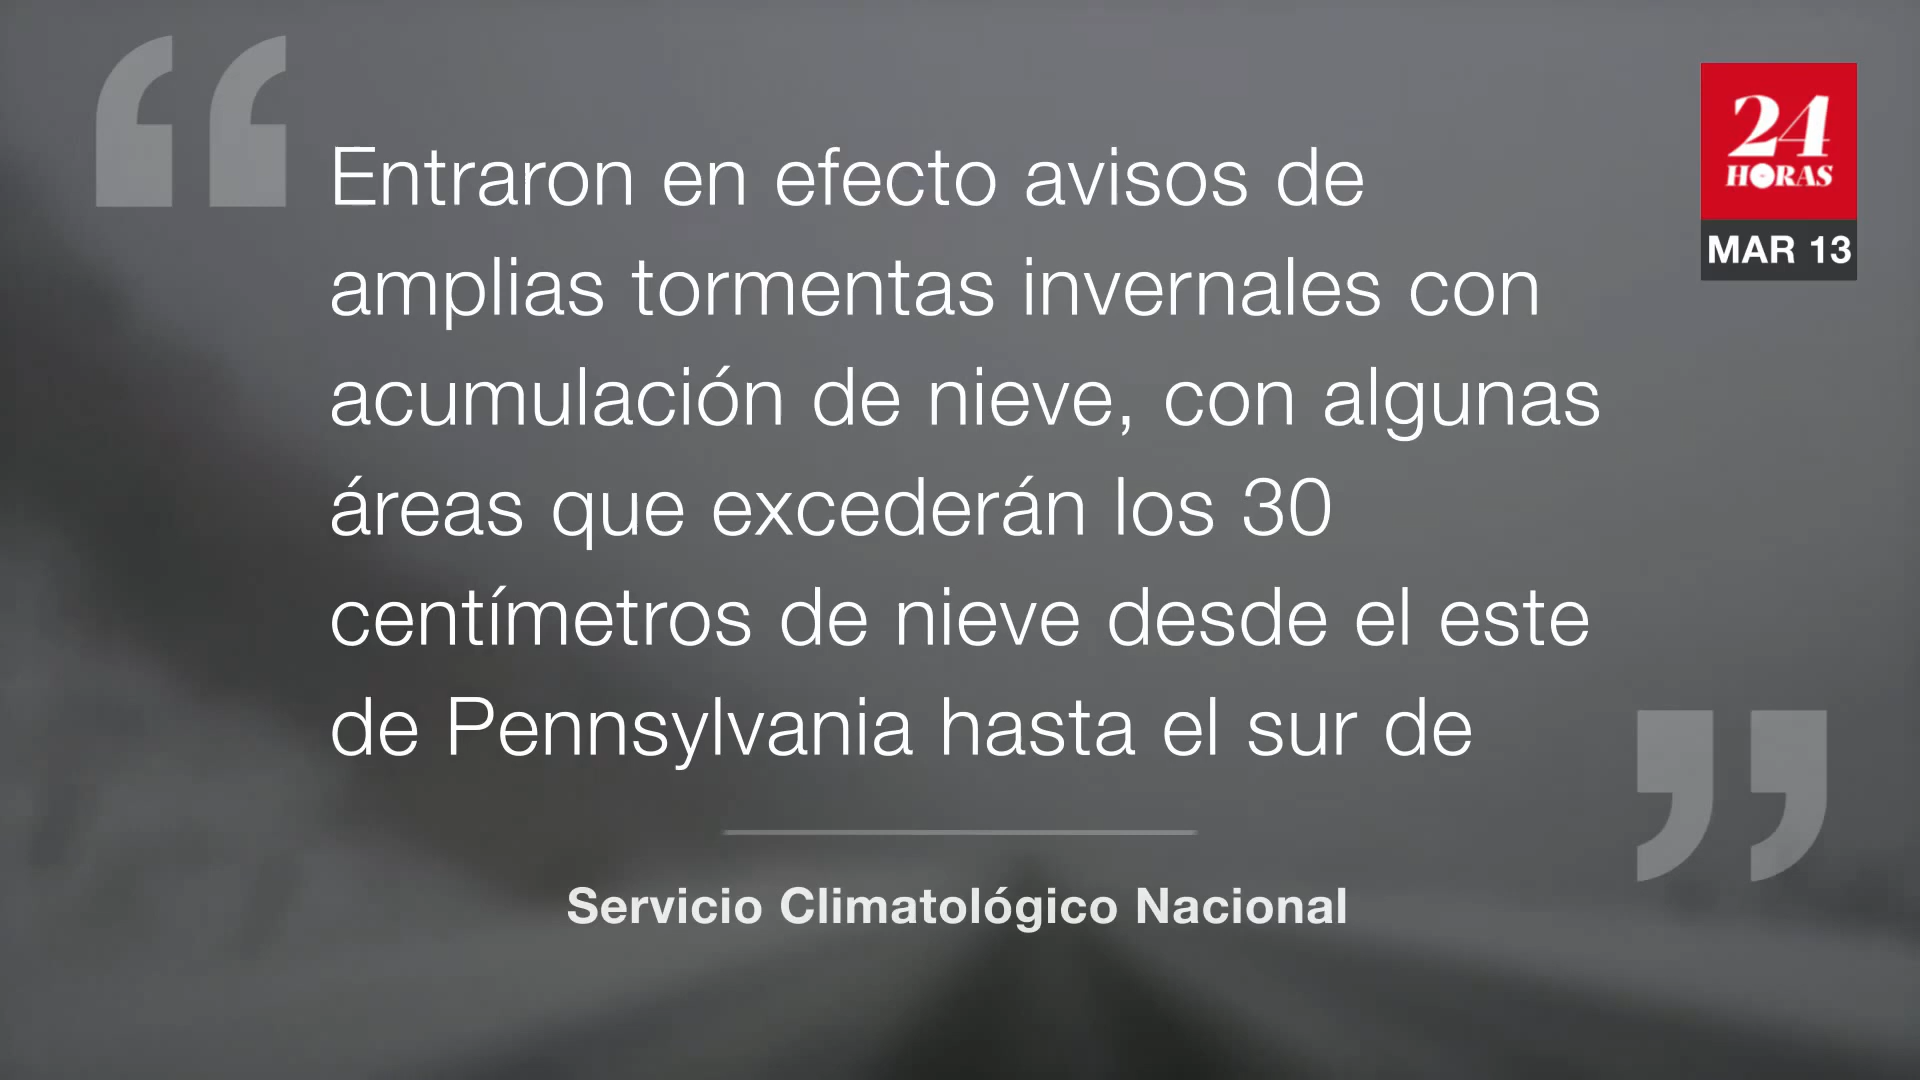 24
HORAS
MAR 13
“
Entraron en efecto avisos de
amplias tormentas invernales con
acumulación de nieve, con algunas
áreas que excederán los 30
centímetros de nieve desde el este
de Pennsylvania hasta el sur de
”
Servicio Climatológico Nacional